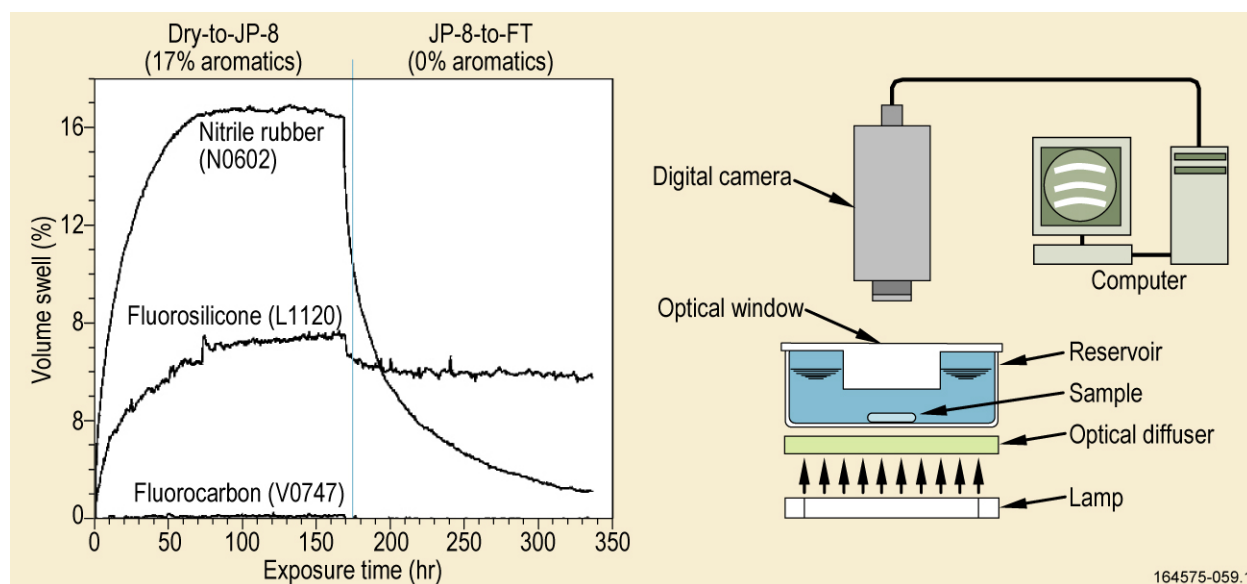 Dry-to-JP-8
(17% aromatics)
JP-8-to-FT
(0% aromatics)
Volume swell (%)
16
12
8
8
0
Nitrile rubber
(N0602)
Fluorosilicone (L1120)
Fluorocarbon (V0747)
0
50
100
150
200
250
300
350
Exposure time (hr)
Digital camera
Computer
Optical window
Reservoir
Sample
Optical diffuser
Lamp
164575-059